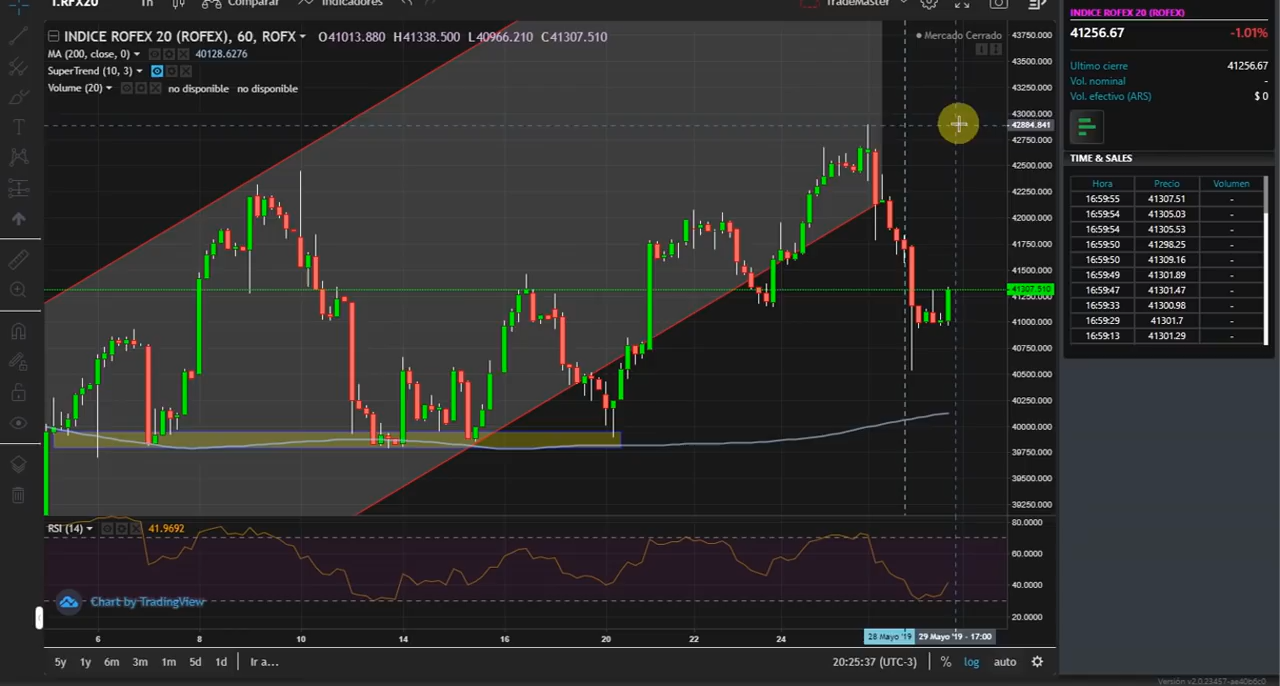 I.RFX20
1h
Comparar
Indicadores
TradeMaster
INDICE ROFEX 20 (ROFEX), 60, ROFX O41013.880 H41338.500 L40966.210 C41307.510
MA (200, close, 0) 40128.6276
SuperTrend (10, 3)
Volume (20) no disponible no disponible
Mercado Cerrado
43750.000
43500.000
43250.000
43000.000
42884.841
42750.000
42500.000
42250.000
42000.000
41750.000
41500.000
41307.510
41250.000
41000.000
40750.000
40500.000
40250.000
40000.000
39750.000
39500.000
39250.000
RSI (14) 41.9692
80.0000
60.0000
40.0000
20.0000
Chart by TradingView
6 8 10 14 16 20 22 24 28 Mayo '19 29 Mayo '19 - 17:00
5y 1y 6m 3m 1m 5d 1d Ir a... 20:25:37 (UTC-3) % log auto
INDICE ROFEX 20 (ROFEX)
41256.67 -1.01%
Ultimo cierre 41256.67
Vol. nominal -
Vol. efectivo (ARS) $ 0
TIME & SALES
Hora Precio Volumen
16:59:55 41307.51 -
16:59:54 41305.03 -
16:59:54 41305.53 -
16:59:50 41298.25 -
16:59:50 41309.16 -
16:59:49 41301.89 -
16:59:47 41301.47 -
16:59:33 41300.98 -
16:59:29 41301.7 -
16:59:13 41301.29 -
Versión v2.0.23457-ae40b6c0